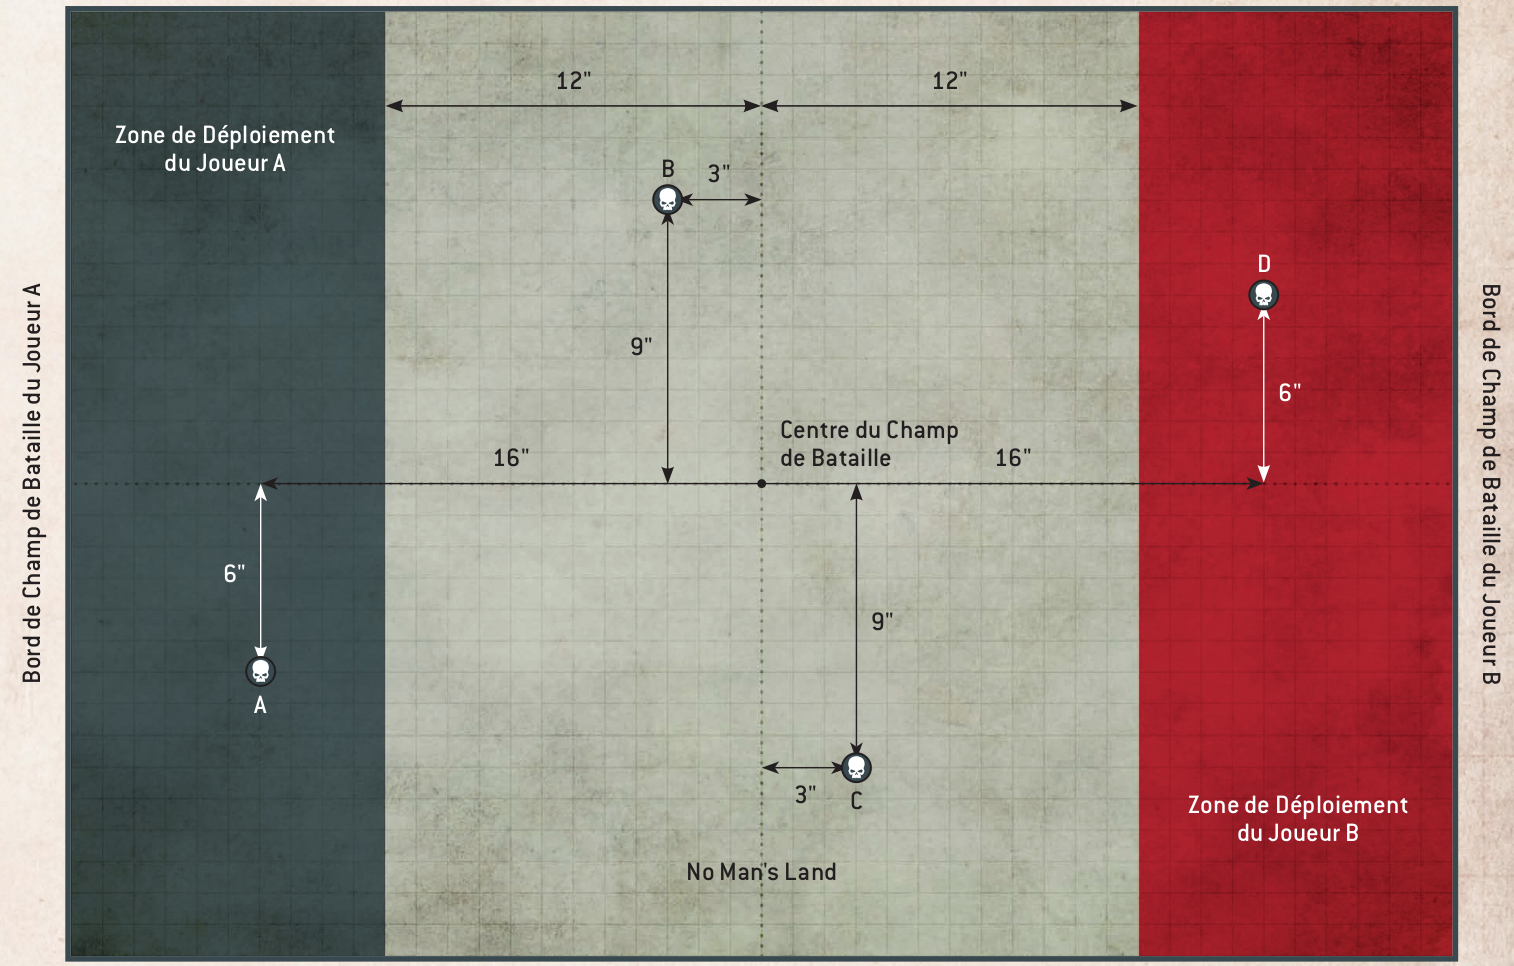 12"
12"
Zone de Déploiement
du Joueur A
B
3"
D
9"
6"
Centre du Champ
de Bataille
16"
16"
6"
9"
A
3"
C
Zone de Déploiement
du Joueur B
No Man's Land
Bord de Champ de Bataille du Joueur A
Bord de Champ de Bataille du Joueur B